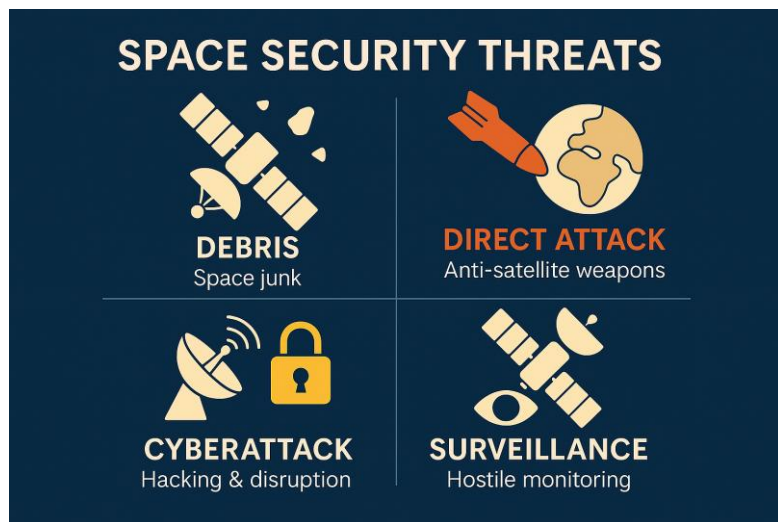 SPACE SECURITY THREATS
DEBRIS
Space junk
DIRECT ATTACK
Anti-satellite weapons
CYBERATTACK
Hacking & disruption
SURVEILLANCE
Hostile monitoring